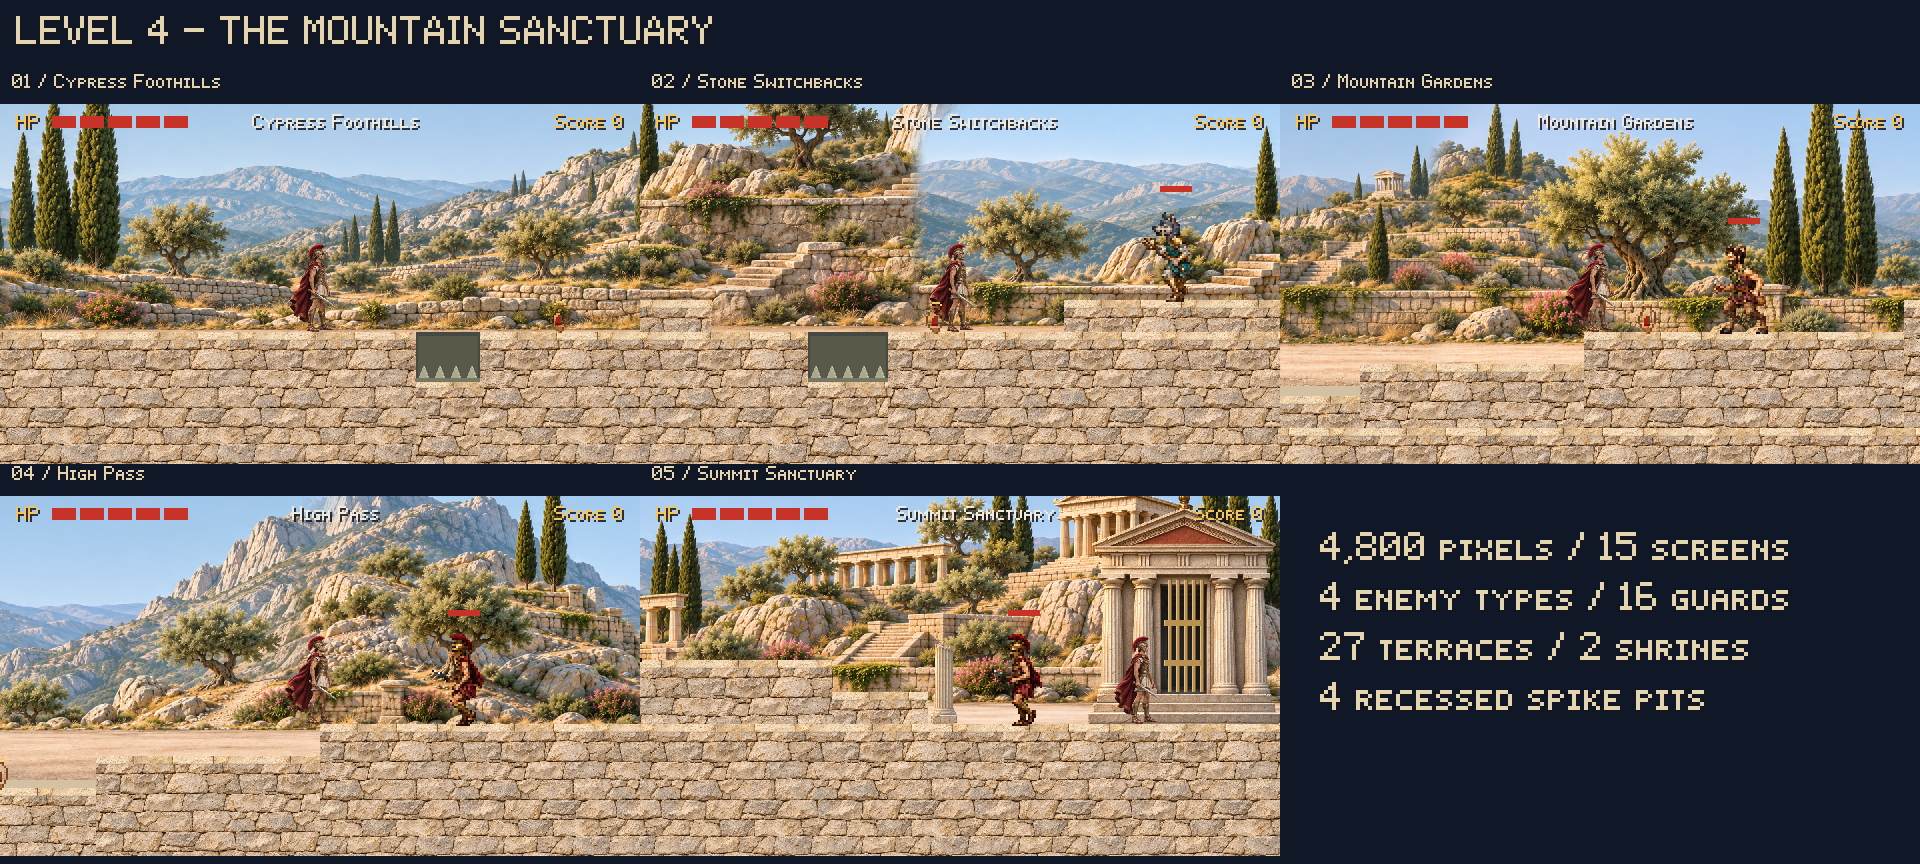 LEVEL 4 – THE MOUNTAIN SANCTUARY
01 / Cypress Foothills
02 / Stone Switchbacks
03 / Mountain Gardens
HP Cypress Foothills Score 0
HP Stone Switchbacks Score 0
HP Mountain Gardens Score 0
04 / High Pass
05 / Summit Sanctuary
HP High Pass Score 0
HP Summit Sanctuary Score 0
4,800 pixels / 15 screens
4 enemy types / 16 guards
27 terraces / 2 shrines
4 recessed spike pits